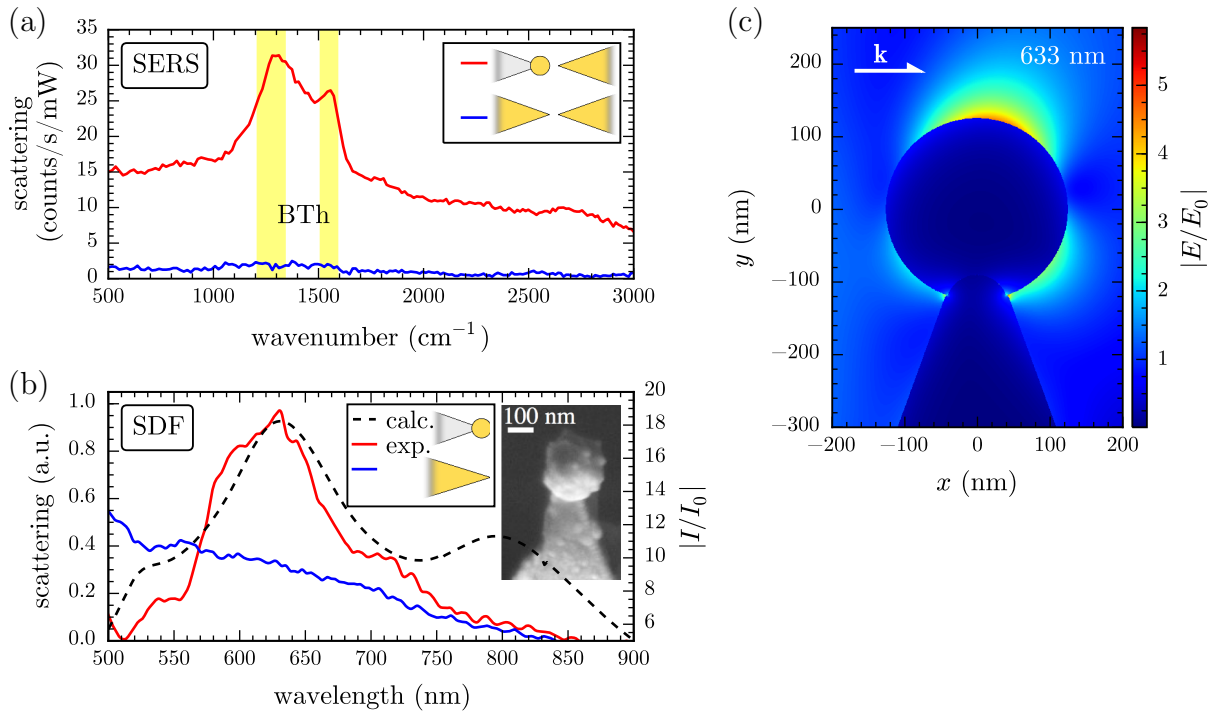 (a)
SERS
BTh
scattering
(counts/s/mW)
35
30
25
20
15
10
5
0
500 1000 1500 2000 2500 3000
wavenumber (cm⁻¹)
(b)
SDF
calc.
exp.
100 nm
scattering (a.u.)
1.0
0.8
0.6
0.4
0.2
0.0
500 550 600 650 700 750 800 850 900
wavelength (nm)
20
18
16
14
12
10
8
6
|I/I₀|
(c)
k
633 nm
y (nm)
200
100
0
−100
−200
−300
−200 −100 0 100 200
x (nm)
5
4
3
2
1
|E/E₀|